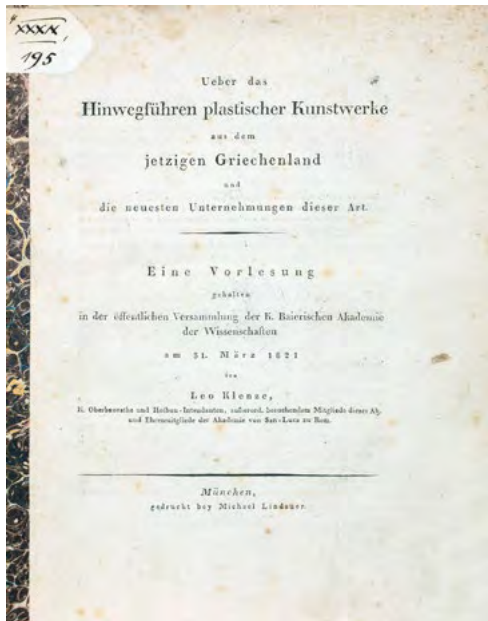 XXXIX,
195
Ueber das
Hinwegführen plastischer Kunstwerke
aus dem
jetzigen Griechenland
und
die neuesten Unternehmungen dieser Art.
Eine Vorlesung
gehalten
in der öffentlichen Versammlung der K. Baierischen Akademie
der Wissenschaften
am 31. März 1821
von
Leo Klenze,
K. Oberbaurathe und Hofbau-Intendanten, außerord. besuchendem Mitgliede dieser Ak.
und Ehrenmitgliede der Akademie von San-Luca zu Rom.
München,
gedruckt bey Michael Lindauer.